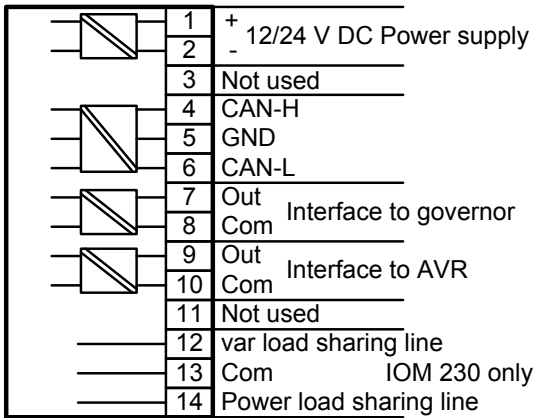 1 +
12/24 V DC Power supply
2 -
3 Not used
4 CAN-H
5 GND
6 CAN-L
7 Out
Interface to governor
8 Com
9 Out
Interface to AVR
10 Com
11 Not used
12 var load sharing line
13 Com IOM 230 only
14 Power load sharing line